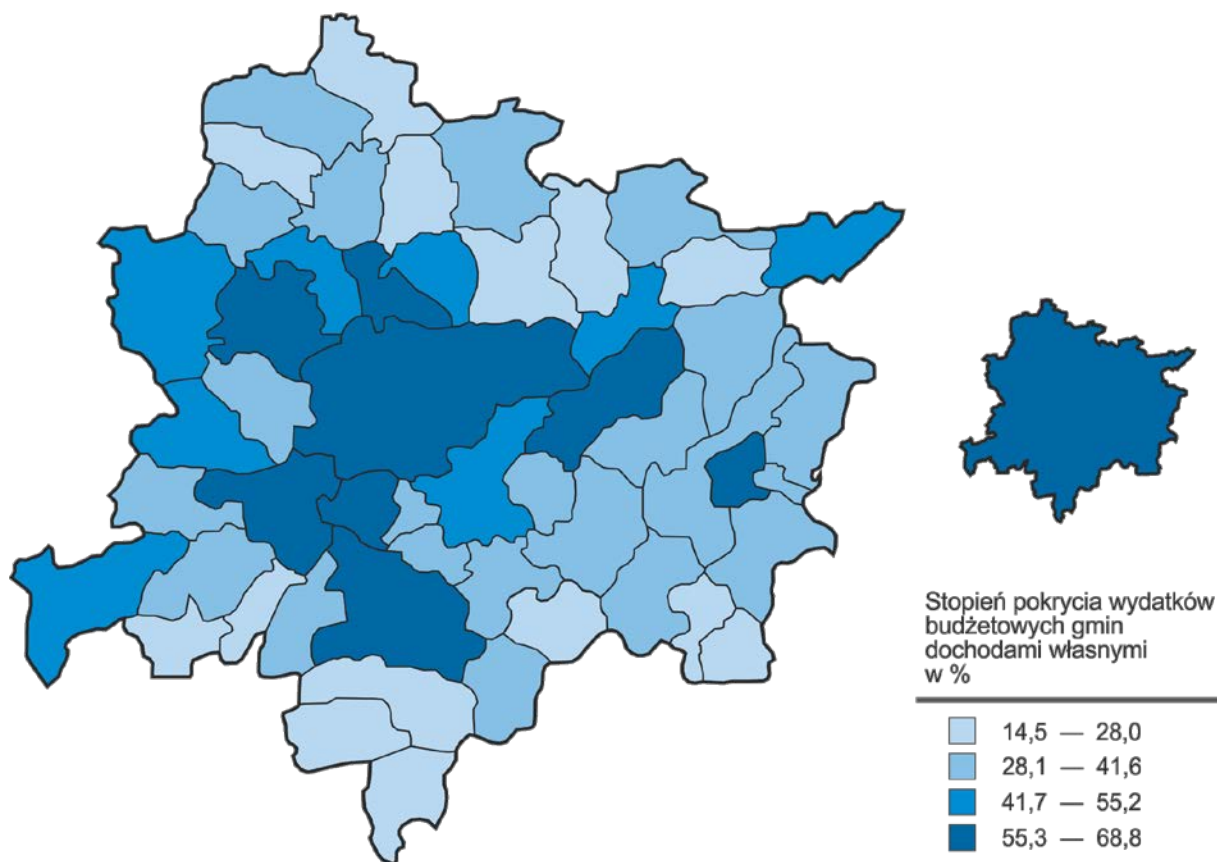 Stopień pokrycia wydatków
budżetowych gmin
dochodami własnymi
w %
14,5 — 28,0
28,1 — 41,6
41,7 — 55,2
55,3 — 68,8